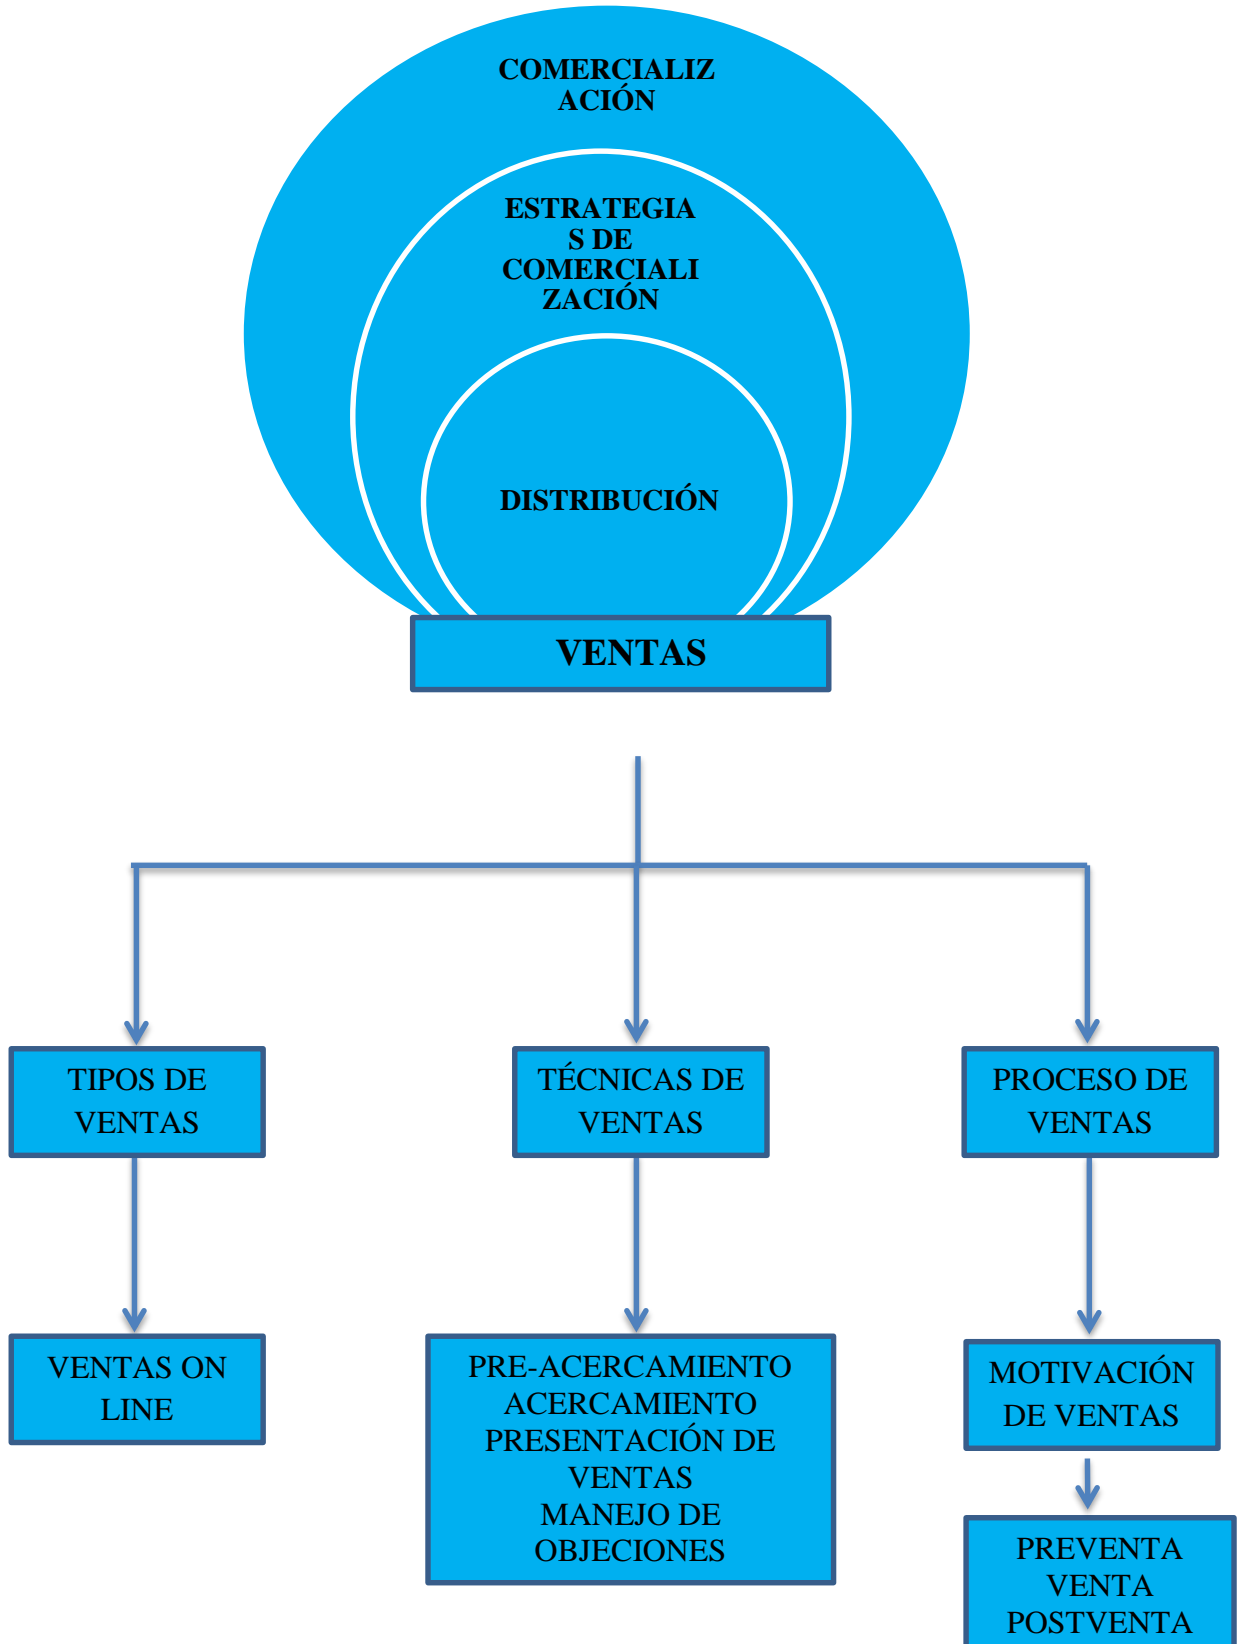 COMERCIALIZ
ACIÓN
ESTRATEGIA
S DE
COMERCIALI
ZACIÓN
DISTRIBUCIÓN
VENTAS
TIPOS DE
VENTAS
TÉCNICAS DE
VENTAS
PROCESO DE
VENTAS
VENTAS ON
LINE
PRE-ACERCAMIENTO
ACERCAMIENTO
PRESENTACIÓN DE
VENTAS
MANEJO DE
OBJECIONES
MOTIVACIÓN
DE VENTAS
PREVENTA
VENTA
POSTVENTA